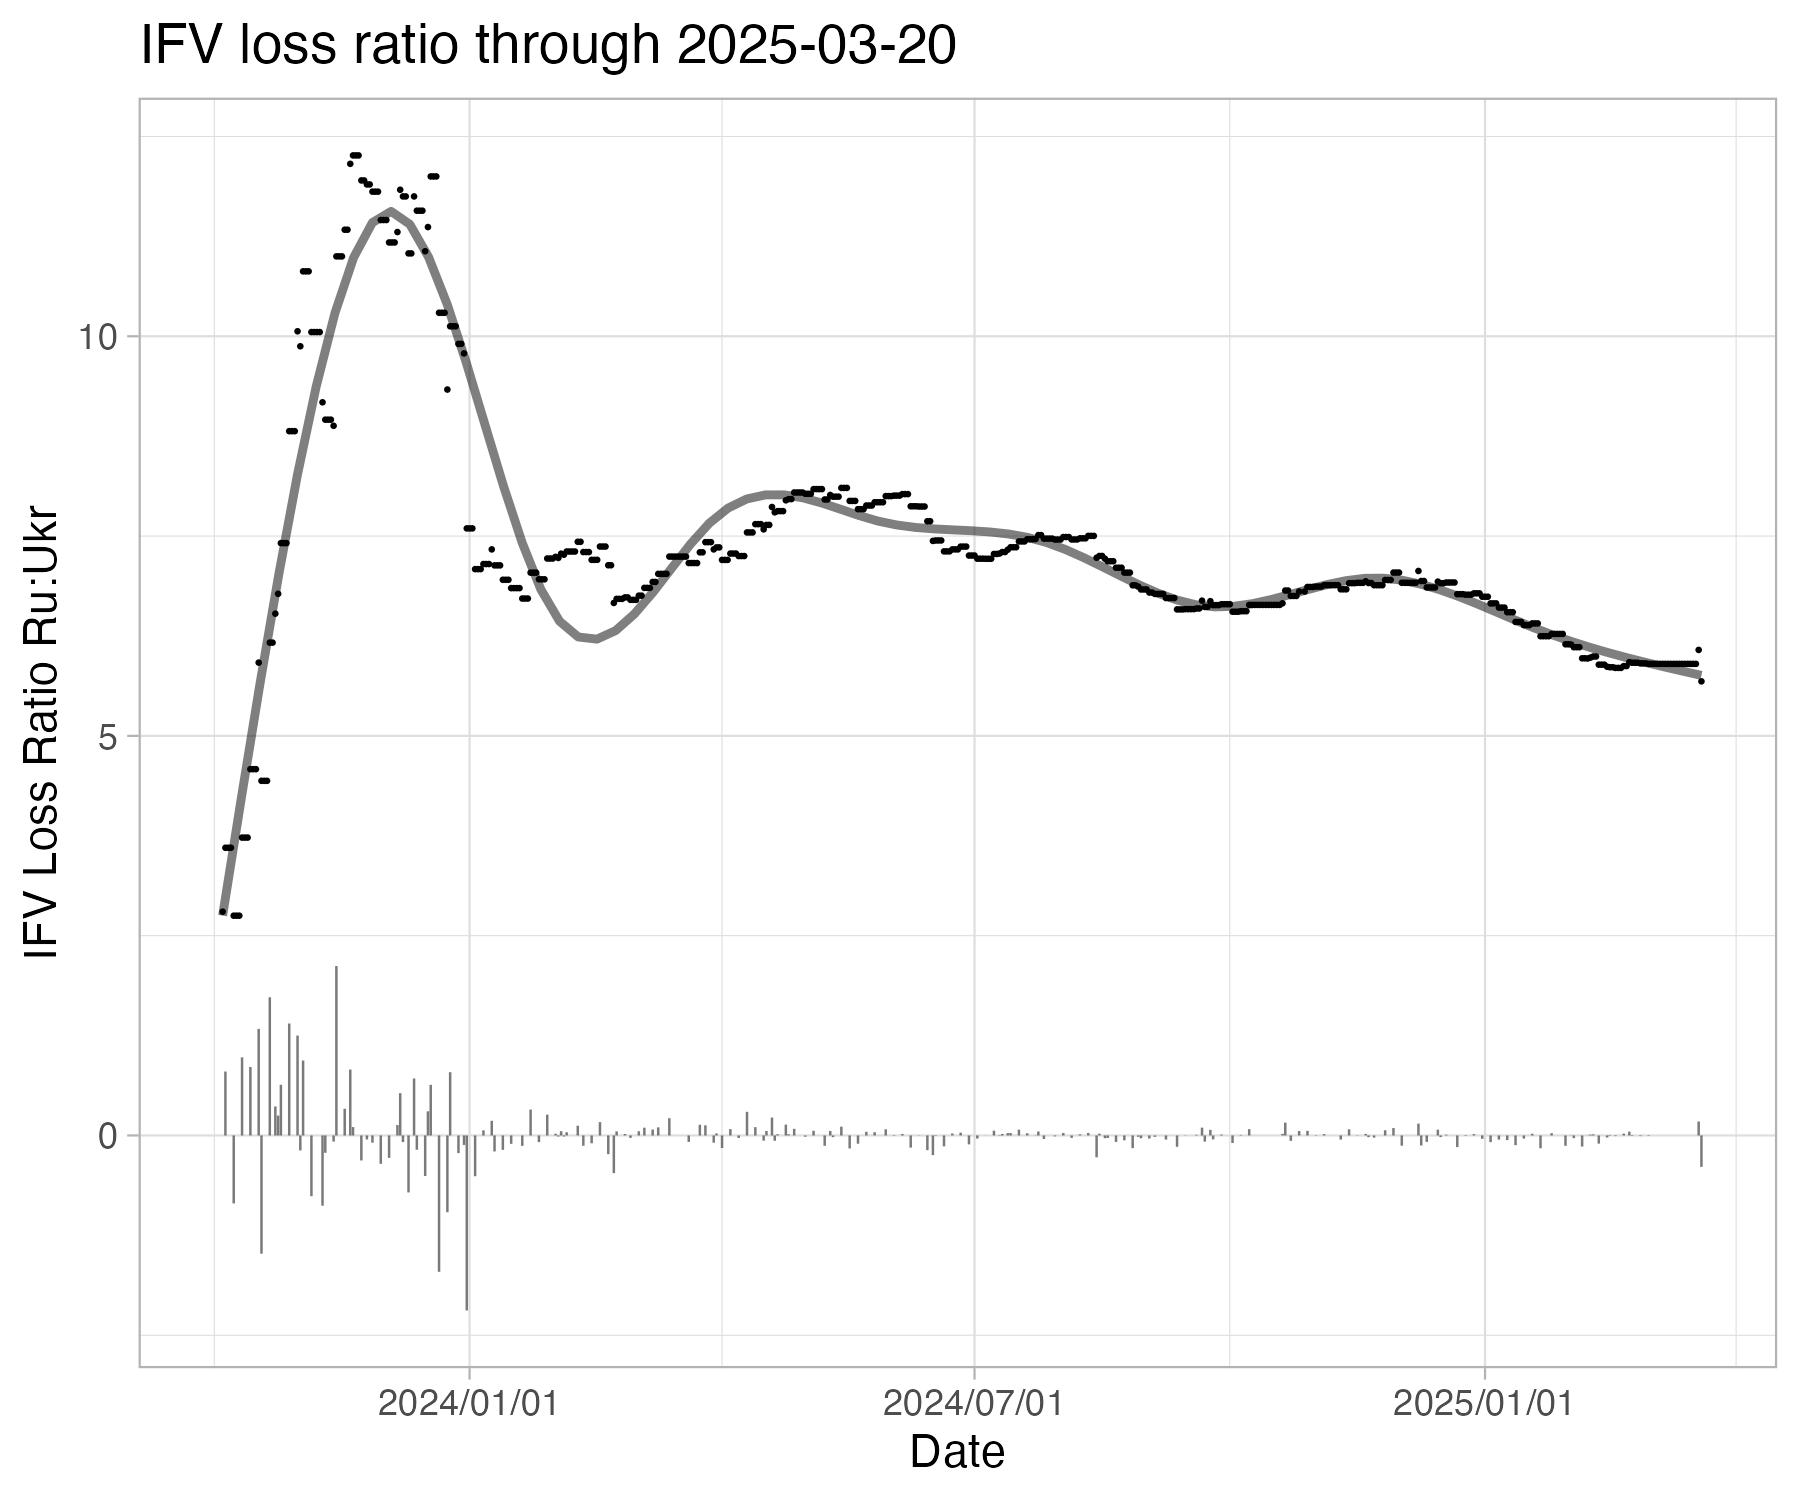 IFV loss ratio through 2025-03-20
IFV Loss Ratio Ru:Ukr
10
5
0
2024/01/01 2024/07/01 2025/01/01
Date